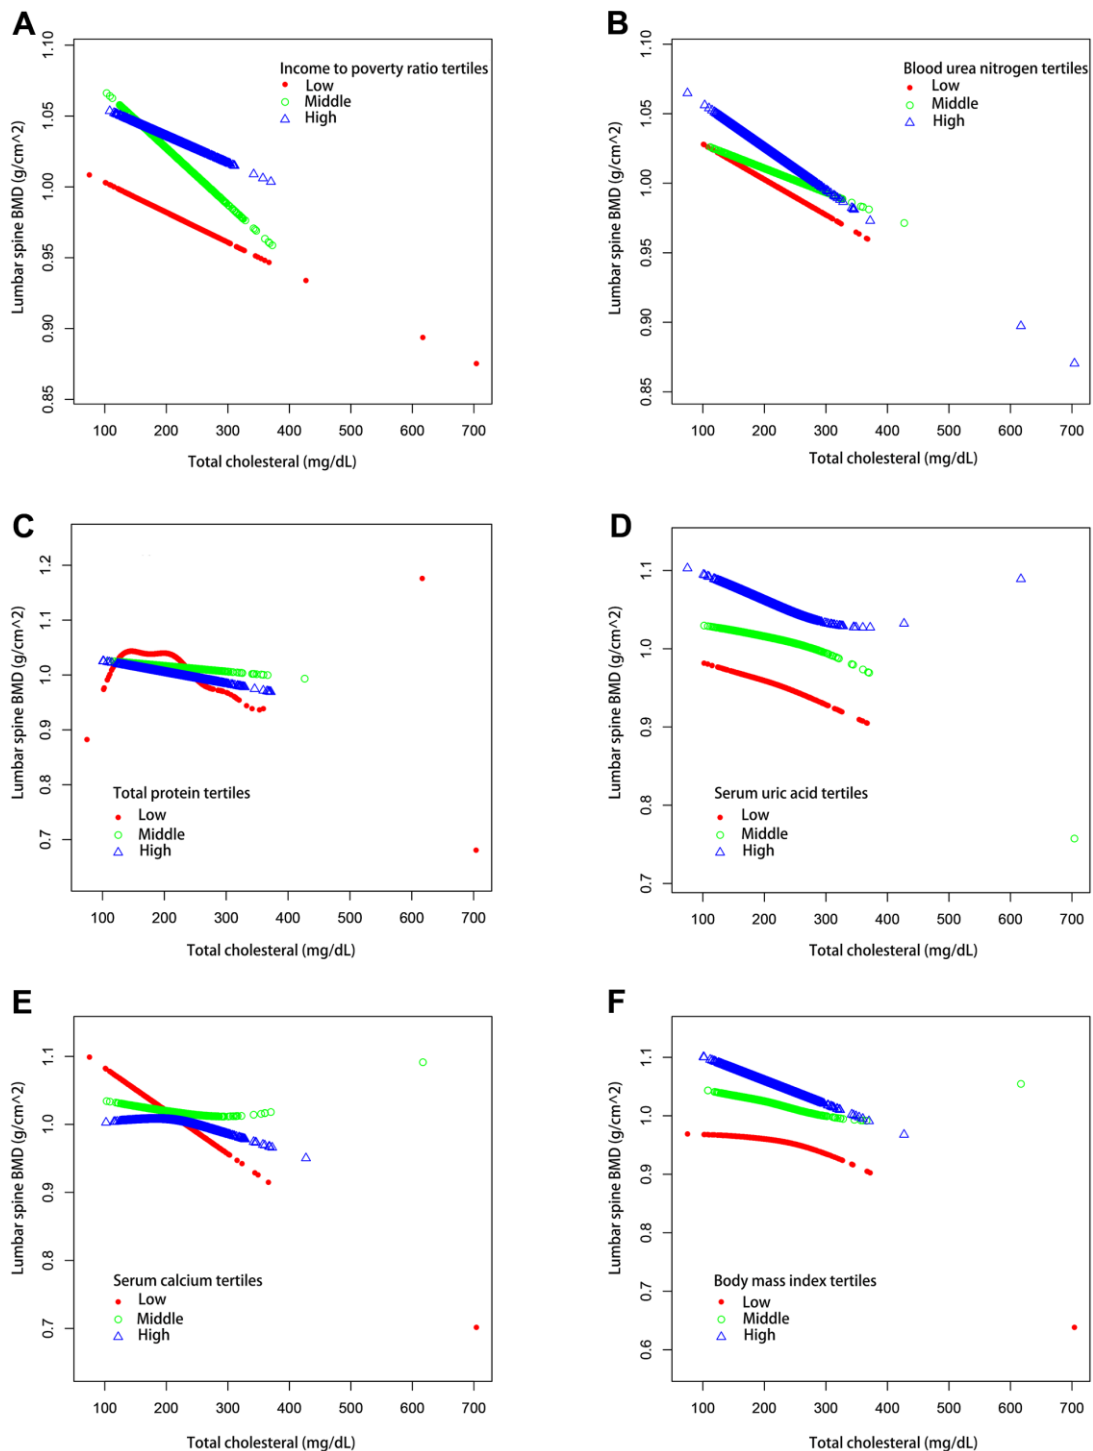 A
Income to poverty ratio tertiles
Low
Middle
High
Lumbar spine BMD (g/cm^2)
1.10
1.05
1.00
0.95
0.90
0.85
100 200 300 400 500 600 700
Total cholesteral (mg/dL)
B
Blood urea nitrogen tertiles
Low
Middle
High
Lumbar spine BMD (g/cm^2)
1.10
1.05
1.00
0.95
0.90
0.85
100 200 300 400 500 600 700
Total cholesteral (mg/dL)
C
Lumbar spine BMD (g/cm^2)
1.2
1.1
1.0
0.9
0.8
0.7
Total protein tertiles
Low
Middle
High
100 200 300 400 500 600 700
Total cholesteral (mg/dL)
D
Lumbar spine BMD (g/cm^2)
1.1
1.0
0.9
0.8
0.7
Serum uric acid tertiles
Low
Middle
High
100 200 300 400 500 600 700
Total cholesteral (mg/dL)
E
Lumbar spine BMD (g/cm^2)
1.1
1.0
0.9
0.8
0.7
Serum calcium tertiles
Low
Middle
High
100 200 300 400 500 600 700
Total cholesteral (mg/dL)
F
Lumbar spine BMD (g/cm^2)
1.1
1.0
0.9
0.8
0.7
0.6
Body mass index tertiles
Low
Middle
High
100 200 300 400 500 600 700
Total cholesteral (mg/dL)